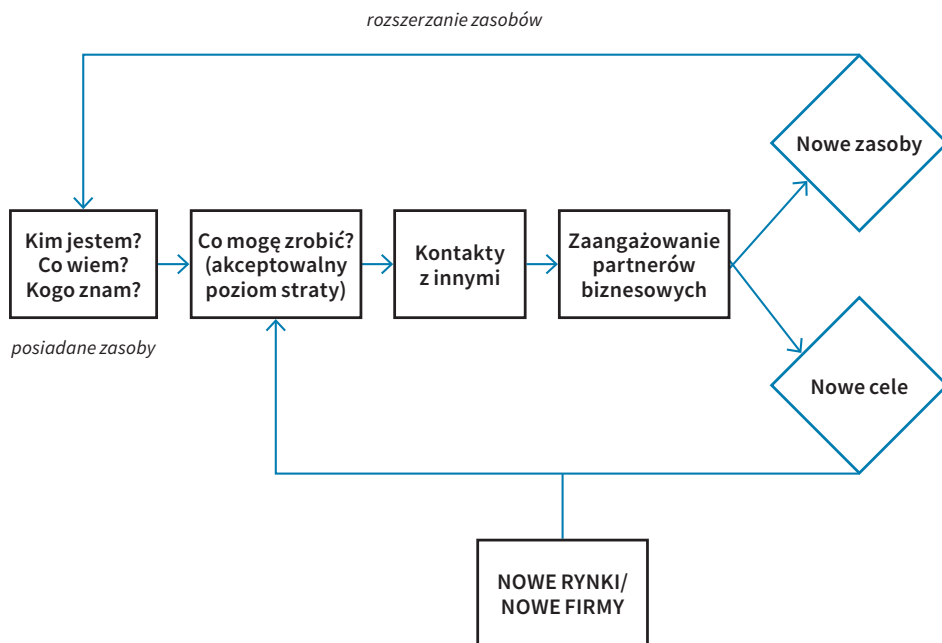 rozszerzanie zasobów
Nowe zasoby
Kim jestem?
Co wiem?
Kogo znam?
Co mogę zrobić?
(akceptowalny
poziom straty)
Kontakty
z innymi
Zaangażowanie
partnerów
biznesowych
posiadane zasoby
Nowe cele
NOWE RYNKI/
NOWE FIRMY